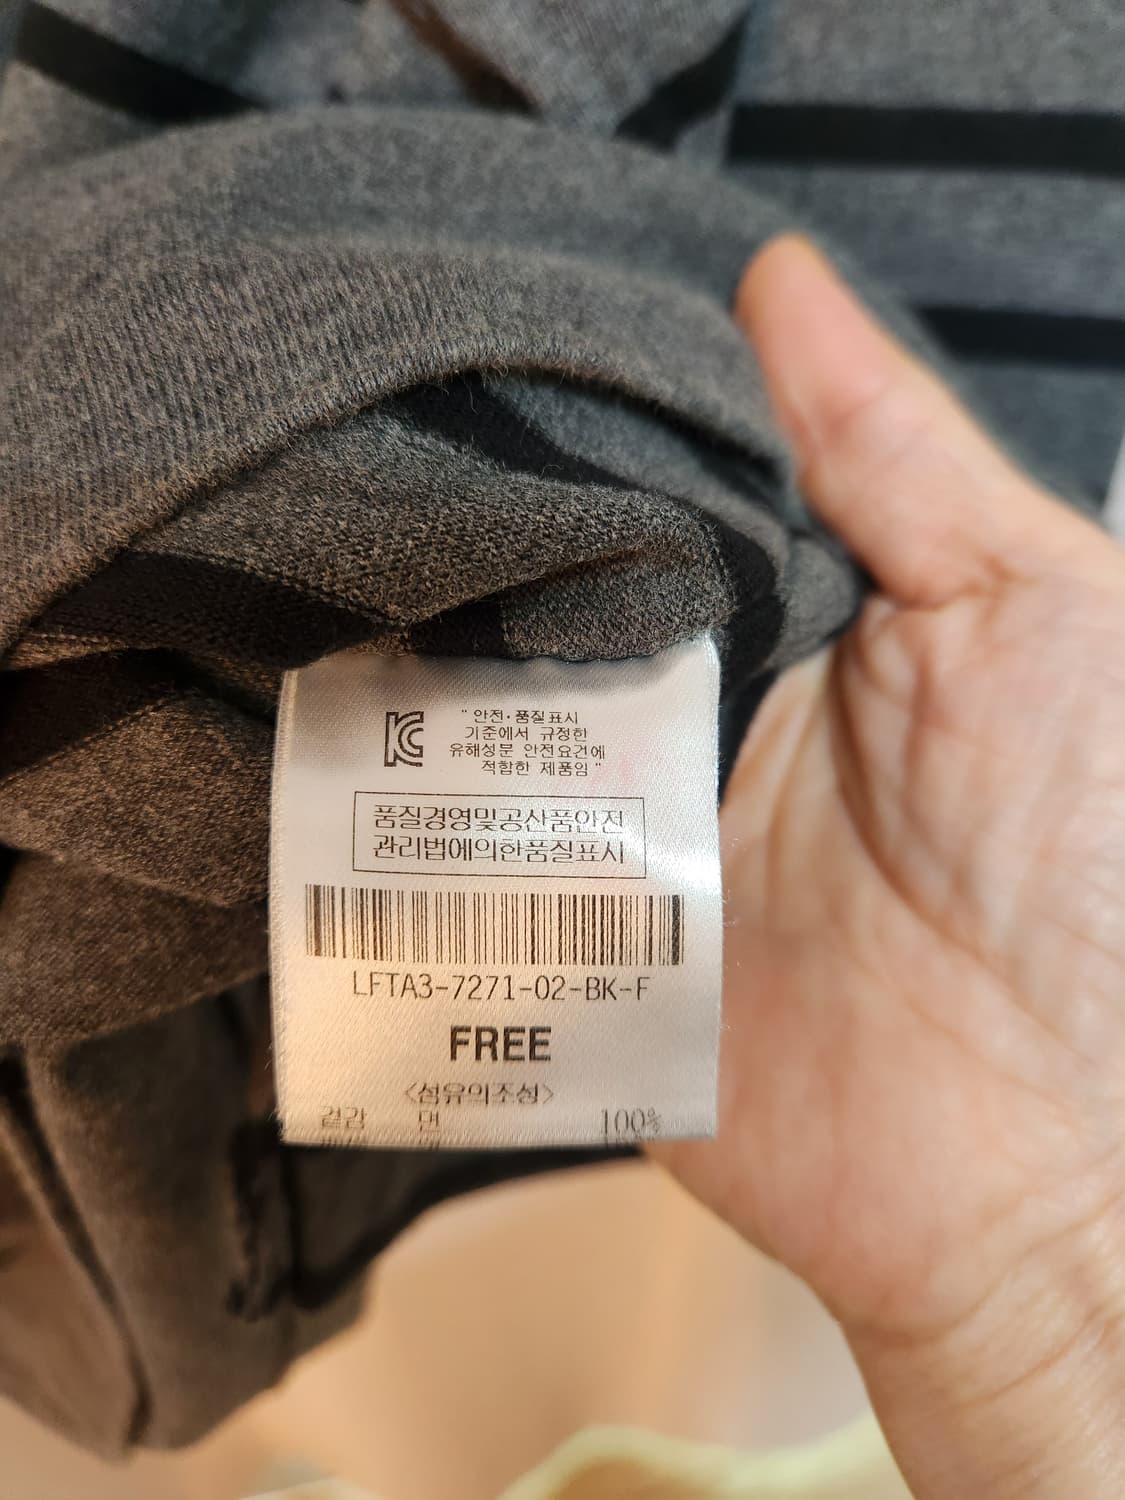 KC
" 안전·품질표시
기준에서 규정한
유해성분 안전요건에
적합한 제품임 "
품질경영및공산품안전
관리법에의한품질표시
LFTA3-7271-02-BK-F
FREE
<섬유의조성>
겉감 면 100%